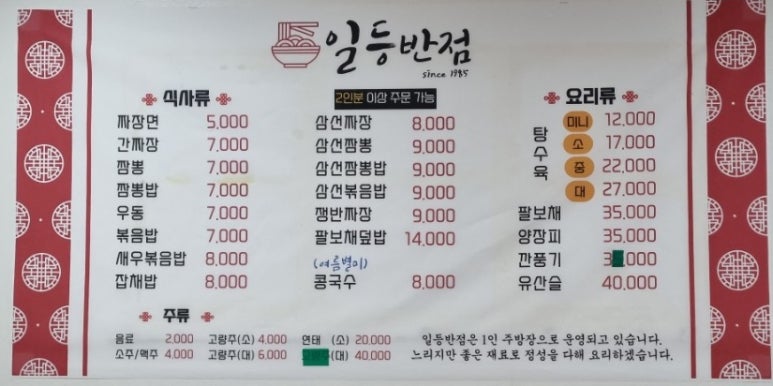 일등반점
since 1985
식사류
짜장면 5,000
간짜장 7,000
짬뽕 7,000
짬뽕밥 7,000
우동 7,000
볶음밥 7,000
새우볶음밥 8,000
잡채밥 8,000
2인분 이상 주문 가능
삼선짜장 8,000
삼선짬뽕 9,000
삼선짬뽕밥 9,000
삼선볶음밥 9,000
쟁반짜장 9,000
팔보채덮밥 14,000
(여름별미)
콩국수 8,000
요리류
탕수육
미니 12,000
소 17,000
중 22,000
대 27,000
팔보채 35,000
양장피 35,000
깐풍기 3 ,000
유산슬 40,000
주류
음료 2,000 고량주(소) 4,000 연태 (소) 20,000
소주/맥주 4,000 고량주(대) 6,000 (대) 40,000
일등반점은 1인 주방장으로 운영되고 있습니다.
느리지만 좋은 재료로 정성을 다해 요리하겠습니다.